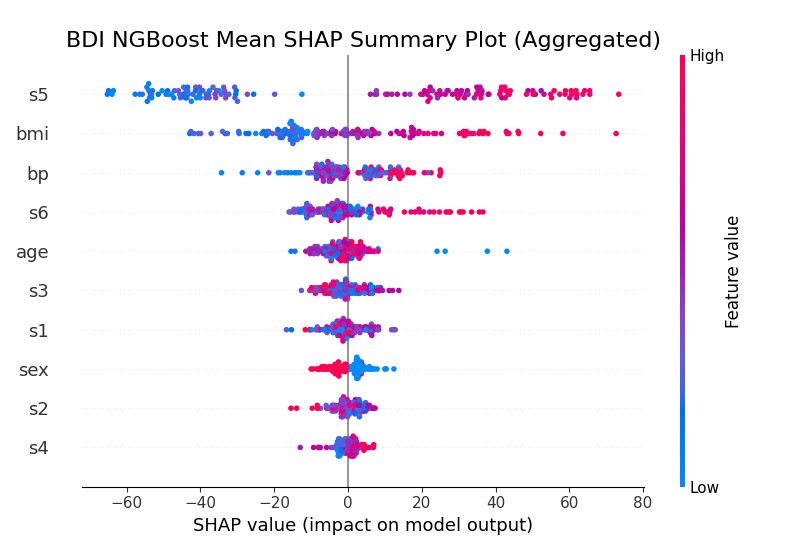 BDI NGBoost Mean SHAP Summary Plot (Aggregated)
High
s5
bmi
bp
s6
age
s3
s1
sex
s2
s4
Feature value
Low
−60 −40 −20 0 20 40 60 80
SHAP value (impact on model output)